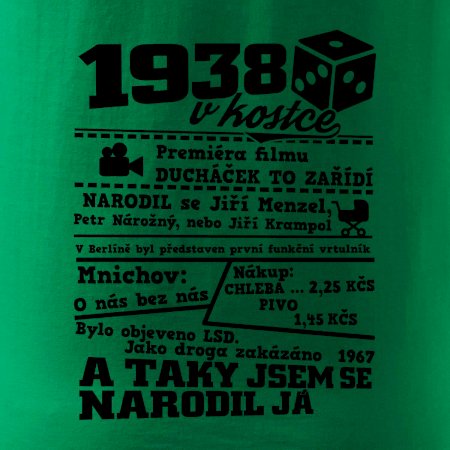 1938
v kostce
Premiéra filmu
DUCHÁČEK TO ZAŘÍDÍ
NARODIL se Jiří Menzel,
Petr Nárožný, nebo Jiří Krampol
V Berlíně byl představen první funkční vrtulník
Mnichov:
O nás bez nás
Nákup:
CHLEBA ... 2,25 KČS
PIVO
1,45 KČS
Bylo objeveno LSD.
Jako droga zakázáno 1967
A TAKY JSEM SE
NARODIL JÁ